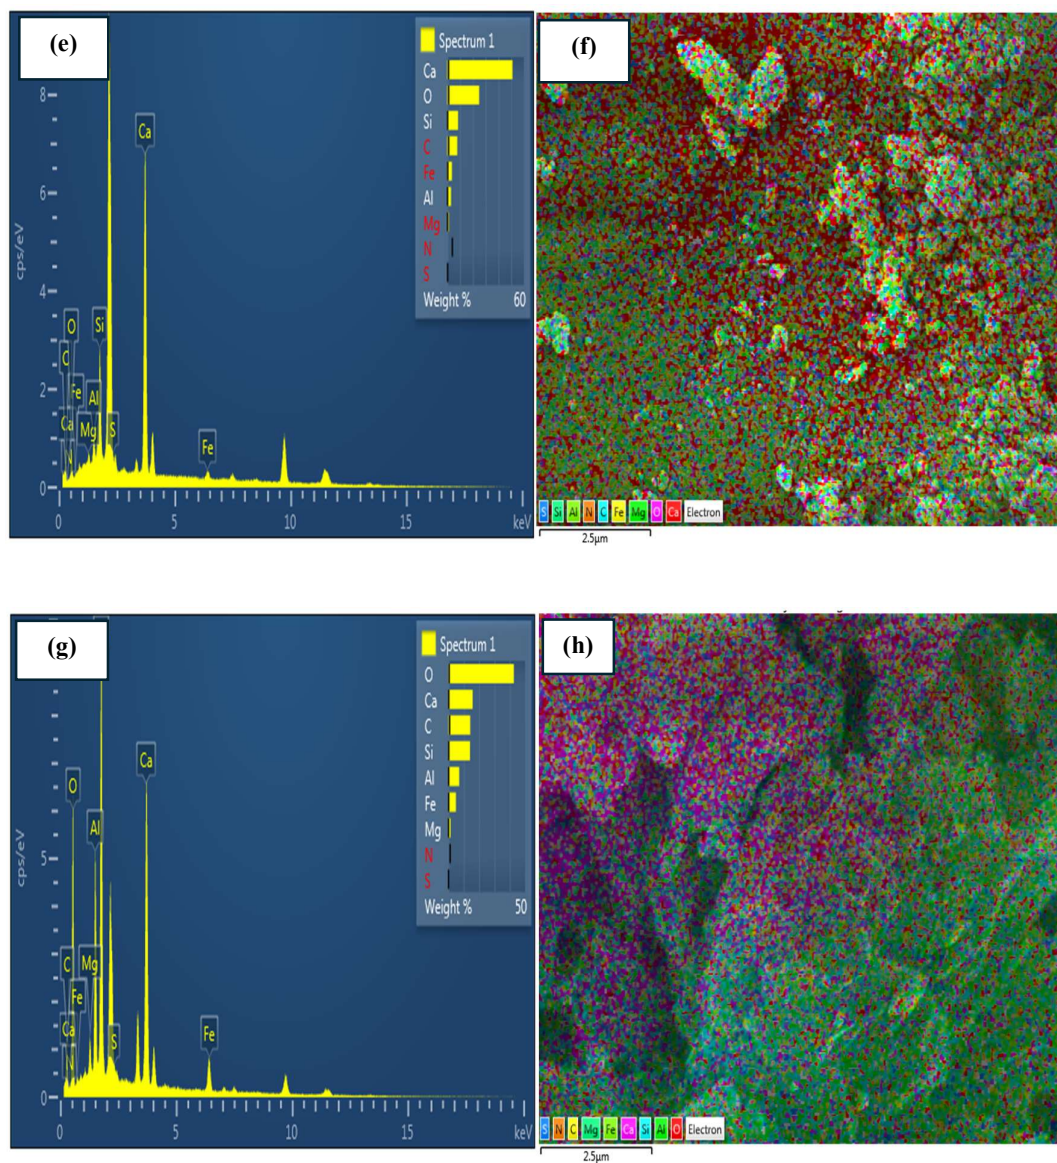 (e)
Spectrum 1
Ca
O
Si
C
Fe
Al
Mg
N
S
Weight % 60
8
6
4
2
0
cps/eV
Ca
O
Si
C
Fe
Al
Ca
Mg
S
N
Fe
0 5 10 15 keV
(f)
S Si Al N C Fe Mg O Ca Electron
2.5µm
(g)
Spectrum 1
O
Ca
C
Si
Al
Fe
Mg
N
S
Weight % 50
5
0
cps/eV
Ca
O
Al
C
Mg
Fe
Ca
S
N
Fe
0 5 10 15 keV
(h)
S N C Mg Fe Ca Si Al O Electron
2.5µm